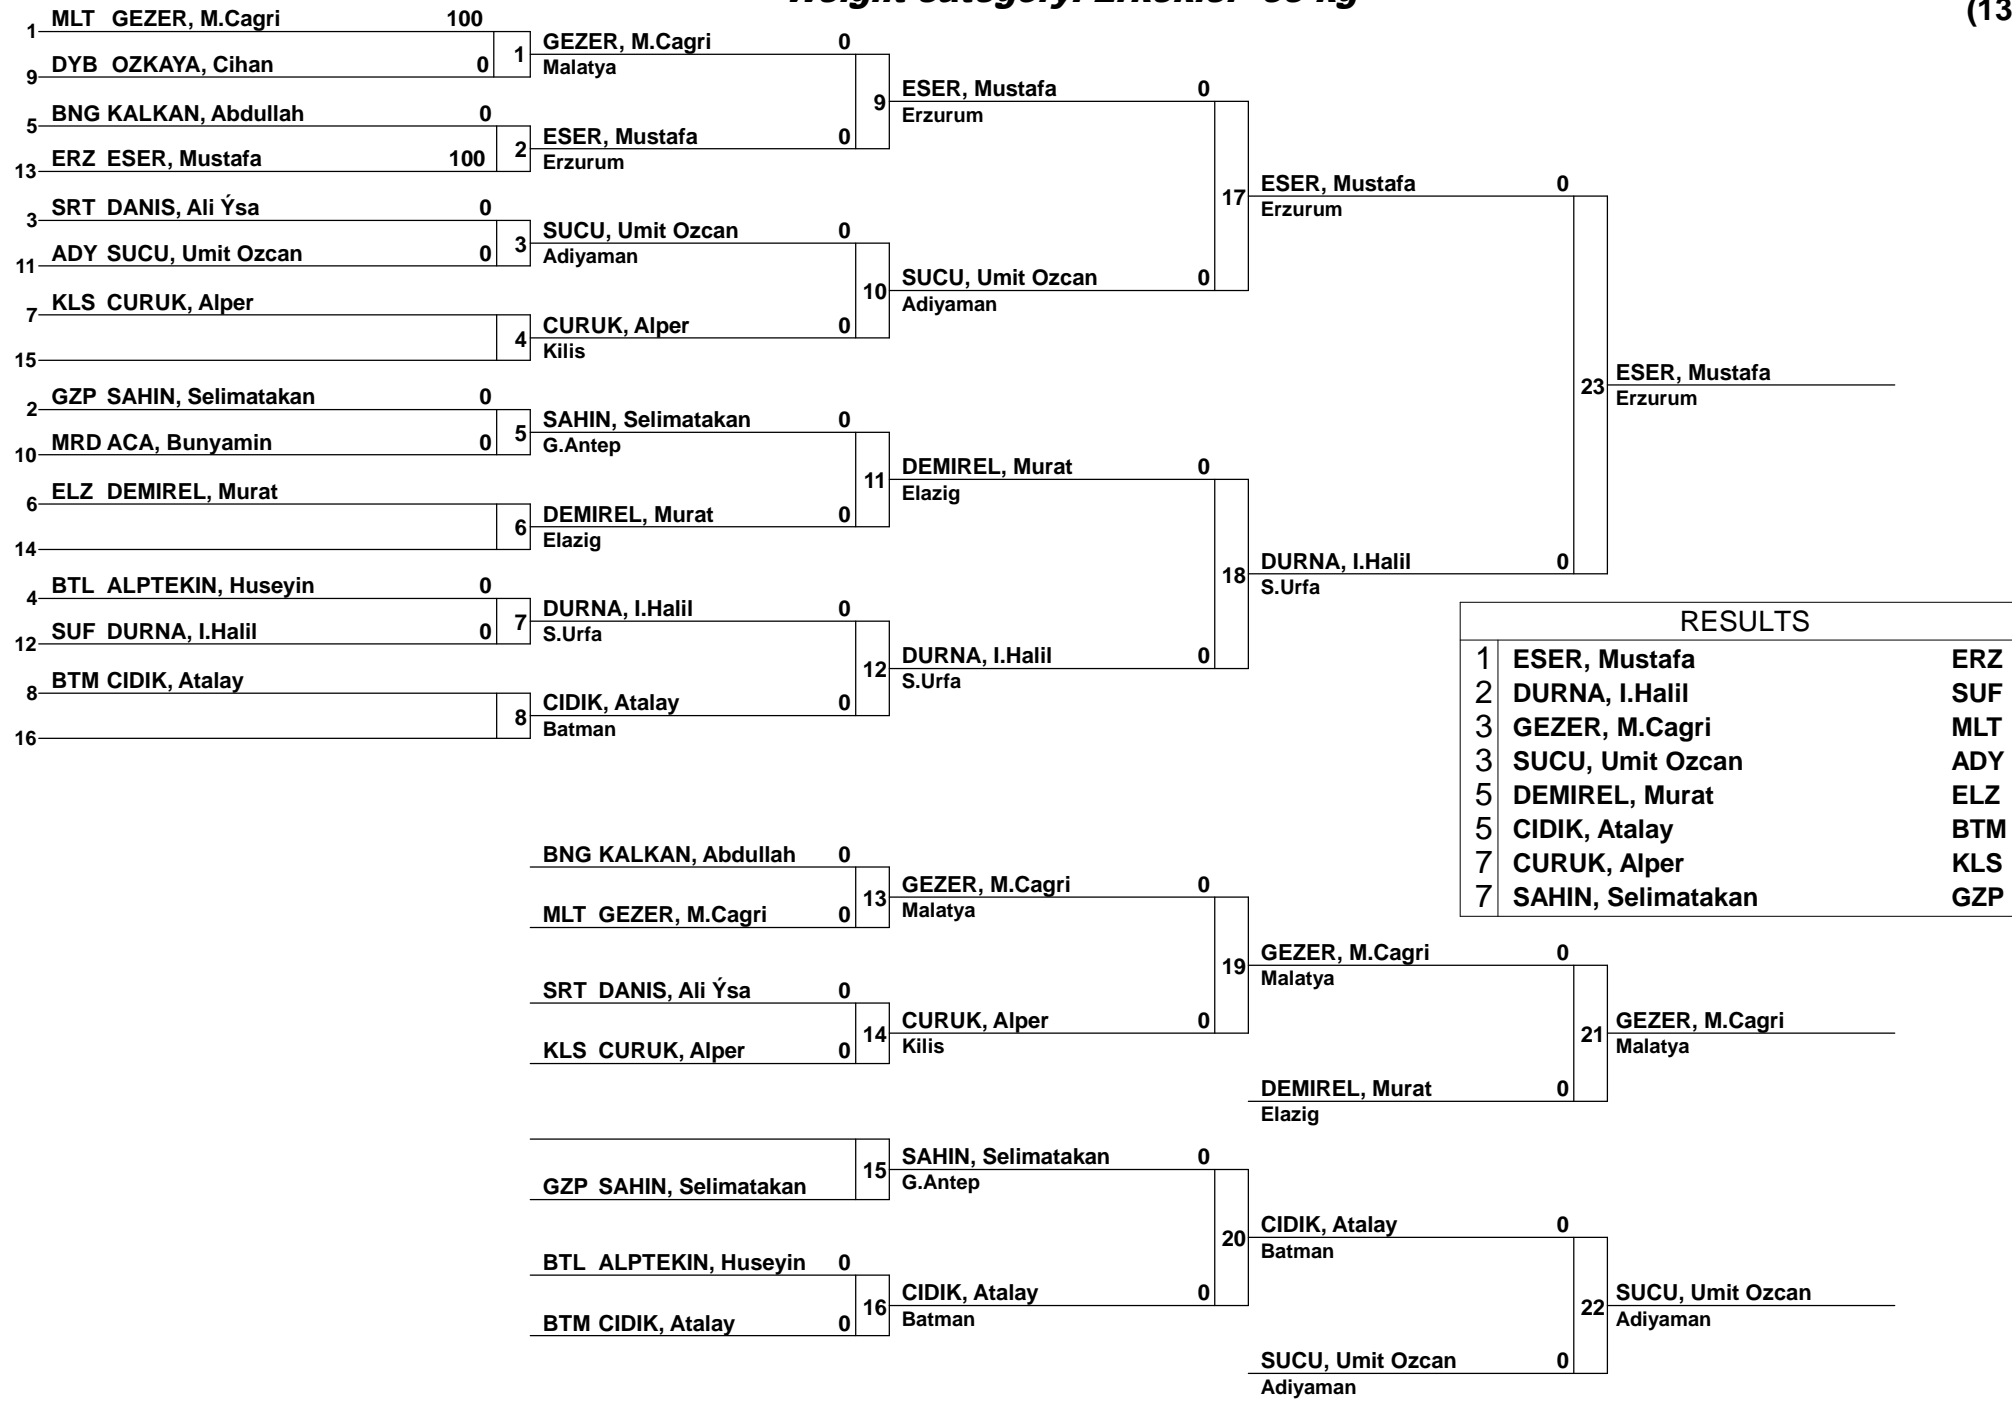 (13
1 MLT GEZER, M.Cagri 100
9 DYB OZKAYA, Cihan 0
1
5 BNG KALKAN, Abdullah 0
13 ERZ ESER, Mustafa 100
2
3 SRT DANIS, Ali Ýsa 0
11 ADY SUCU, Umit Ozcan 0
3
7 KLS CURUK, Alper
15
4
2 GZP SAHIN, Selimatakan 0
10 MRD ACA, Bunyamin 0
5
6 ELZ DEMIREL, Murat
14
6
4 BTL ALPTEKIN, Huseyin 0
12 SUF DURNA, I.Halil 0
7
8 BTM CIDIK, Atalay
16
8
GEZER, M.Cagri 0
Malatya
9
ESER, Mustafa 0
Erzurum
SUCU, Umit Ozcan 0
Adiyaman
10
CURUK, Alper 0
Kilis
SAHIN, Selimatakan 0
G.Antep
11
DEMIREL, Murat 0
Elazig
DURNA, I.Halil 0
S.Urfa
12
CIDIK, Atalay 0
Batman
ESER, Mustafa 0
Erzurum
17
SUCU, Umit Ozcan 0
Adiyaman
DEMIREL, Murat 0
Elazig
18
DURNA, I.Halil 0
S.Urfa
ESER, Mustafa 0
Erzurum
23
DURNA, I.Halil 0
S.Urfa
ESER, Mustafa
Erzurum
RESULTS
1 ESER, Mustafa ERZ
2 DURNA, I.Halil SUF
3 GEZER, M.Cagri MLT
3 SUCU, Umit Ozcan ADY
5 DEMIREL, Murat ELZ
5 CIDIK, Atalay BTM
7 CURUK, Alper KLS
7 SAHIN, Selimatakan GZP
BNG KALKAN, Abdullah 0
13
MLT GEZER, M.Cagri 0
SRT DANIS, Ali Ýsa 0
14
KLS CURUK, Alper 0
15
GZP SAHIN, Selimatakan
BTL ALPTEKIN, Huseyin 0
16
BTM CIDIK, Atalay 0
GEZER, M.Cagri 0
Malatya
19
CURUK, Alper 0
Kilis
SAHIN, Selimatakan 0
G.Antep
20
CIDIK, Atalay 0
Batman
GEZER, M.Cagri 0
Malatya
21
DEMIREL, Murat 0
Elazig
CIDIK, Atalay 0
Batman
22
SUCU, Umit Ozcan 0
Adiyaman
GEZER, M.Cagri
Malatya
SUCU, Umit Ozcan
Adiyaman